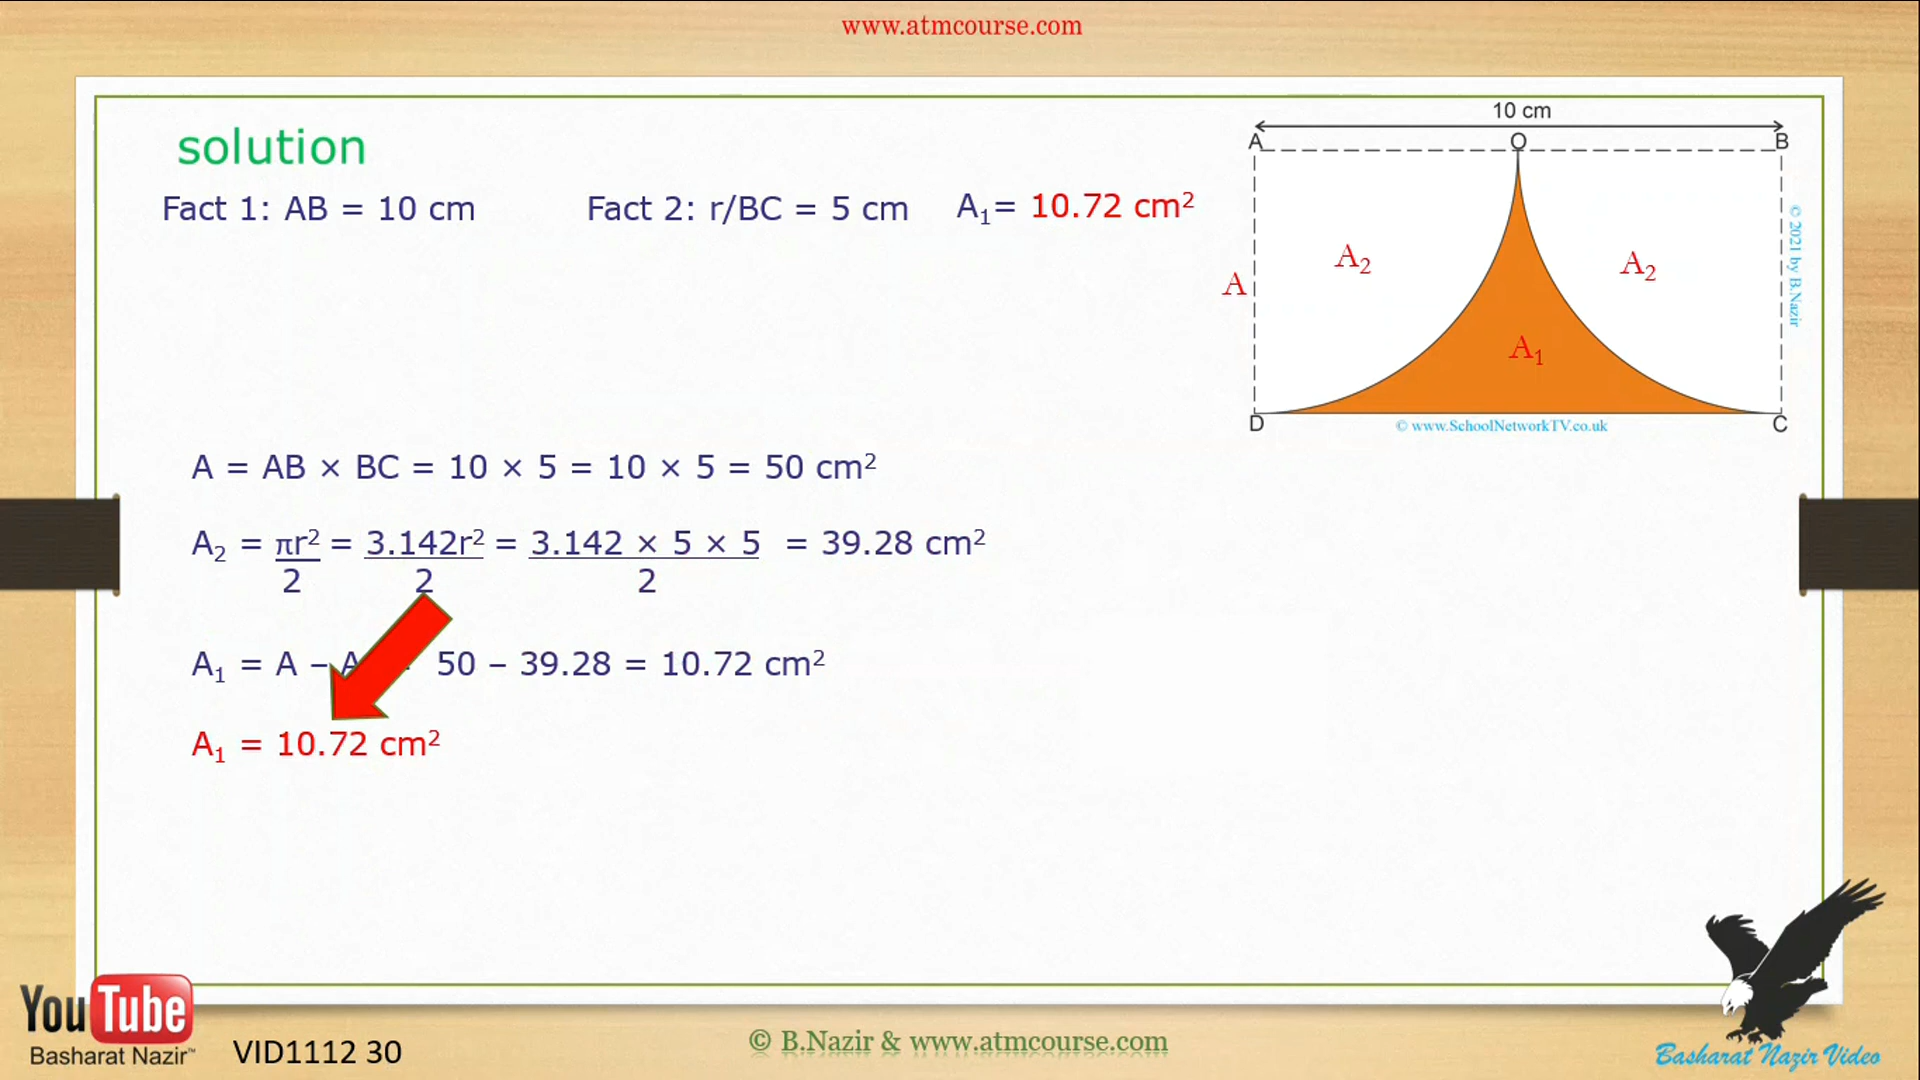 www.atmcourse.com
solution
Fact 1: AB = 10 cm
Fact 2: r/BC = 5 cm
A₁= 10.72 cm²
10 cm
A
O
B
A₂
A₂
A
A₁
© 2021 by B.Nazir
D
C
© www.SchoolNetworkTV.co.uk
A = AB × BC = 10 × 5 = 10 × 5 = 50 cm²
A₂ = πr² = 3.142r² = 3.142 × 5 × 5 = 39.28 cm²
2 2 2
A₁ = A – A = 50 – 39.28 = 10.72 cm²
A₁ = 10.72 cm²
YouTube
Basharat Nazir™
VID1112 30
© B.Nazir & www.atmcourse.com
Basharat Nazir Video